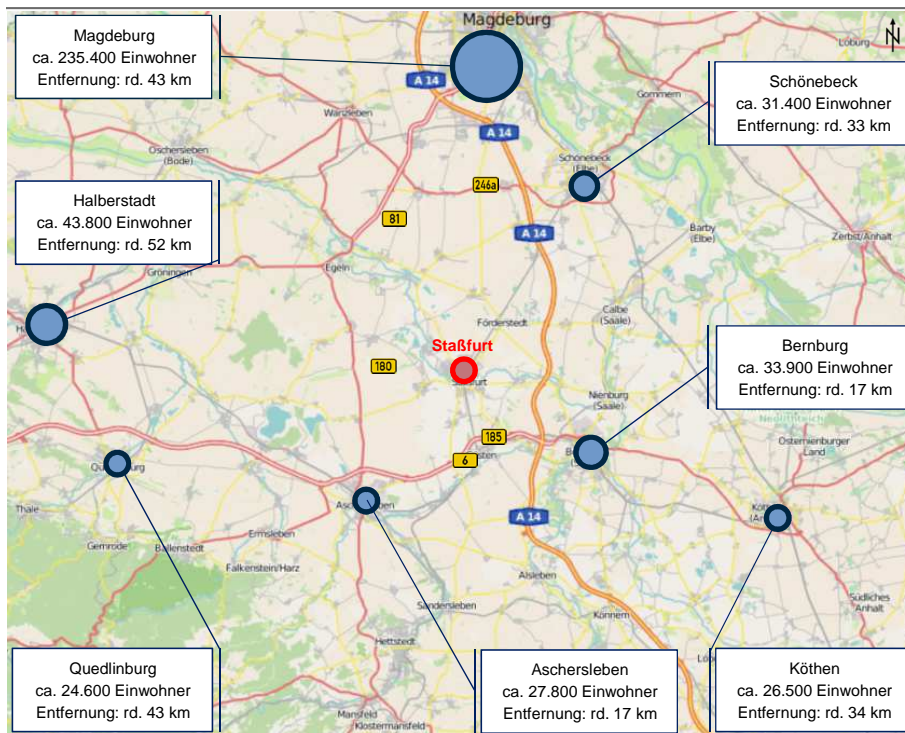 Magdeburg
ca. 235.400 Einwohner
Entfernung: rd. 43 km
Magdeburg
N
Loburg
A 14
Gommern
Schönebeck
ca. 31.400 Einwohner
Entfernung: rd. 33 km
Wanzleben
A 14
Oschersleben
(Bode)
Schönebeck
(Elbe)
246a
Halberstadt
ca. 43.800 Einwohner
Entfernung: rd. 52 km
81
A 14
Barby
(Elbe)
Zerbst/Anhalt
Egeln
Gröningen
Calbe
(Saale)
Förderstedt
Staßfurt
180
Bernburg
ca. 33.900 Einwohner
Entfernung: rd. 17 km
Nienburg
(Saale)
Osternienburger
Land
185
6
A 14
Thale
Gernrode
Ballenstedt
Ermsleben
Falkenstein/Harz
Alsleben
Südliches
Anhalt
Sandersleben
Könnern
Hettstedt
Quedlinburg
ca. 24.600 Einwohner
Entfernung: rd. 43 km
Aschersleben
ca. 27.800 Einwohner
Entfernung: rd. 17 km
Köthen
ca. 26.500 Einwohner
Entfernung: rd. 34 km
Mansfeld
Klostermansfeld